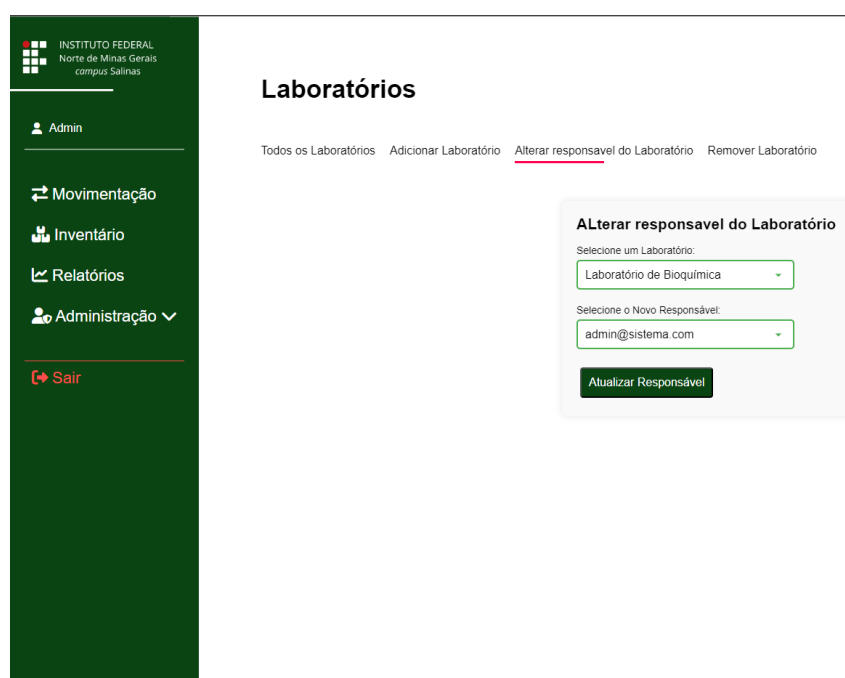 INSTITUTO FEDERAL
Norte de Minas Gerais
campus Salinas
Admin
Movimentação
Inventário
Relatórios
Administração
Sair
Laboratórios
Todos os Laboratórios Adicionar Laboratório Alterar responsavel do Laboratório Remover Laboratório
ALterar responsavel do Laboratório
Selecione um Laboratório:
Laboratório de Bioquímica
Selecione o Novo Responsável:
admin@sistema.com
Atualizar Responsável